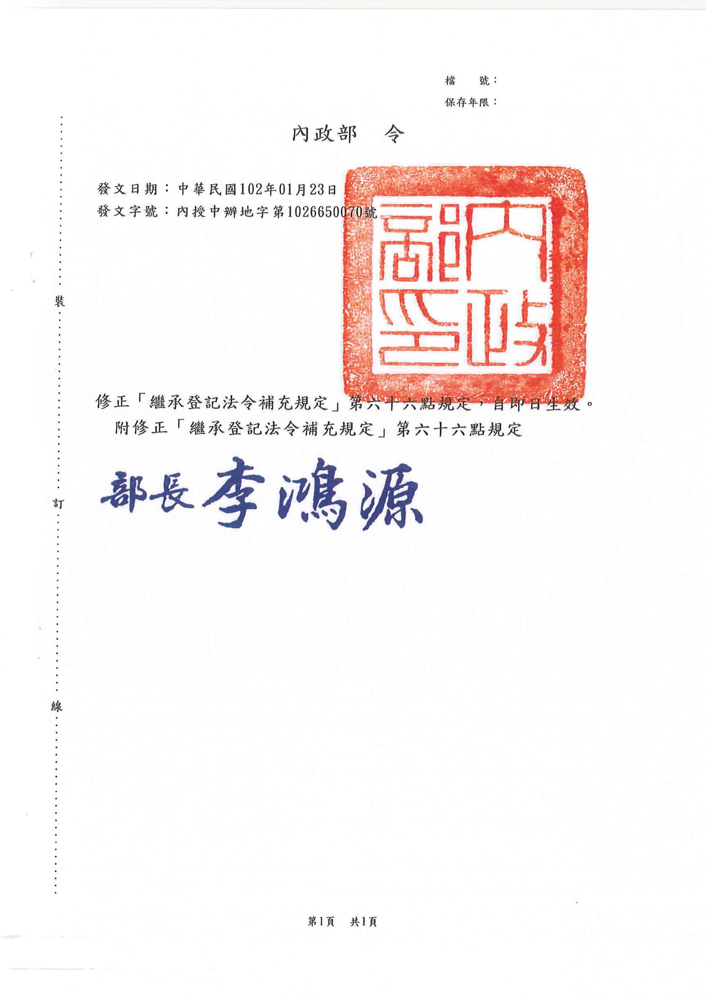 檔　　號：
保存年限：
內政部　令
發文日期：中華民國102年01月23日
發文字號：內授中辦地字第1026650070號
內政部印
修正「繼承登記法令補充規定」第六十六點規定，自即日生效。
附修正「繼承登記法令補充規定」第六十六點規定
部長李鴻源
裝
訂
線
第1頁　共1頁